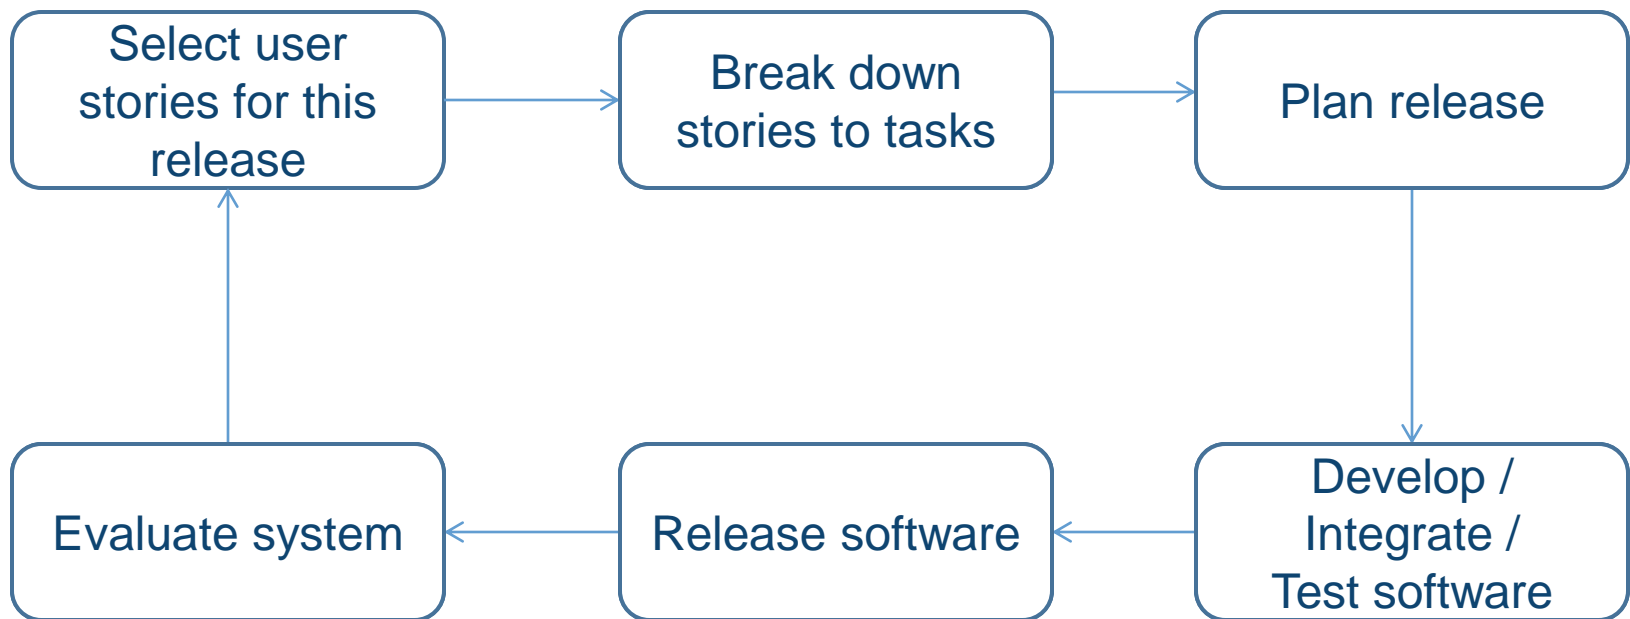 Select user
stories for this
release
Break down
stories to tasks
Plan release
Develop /
Integrate /
Test software
Release software
Evaluate system